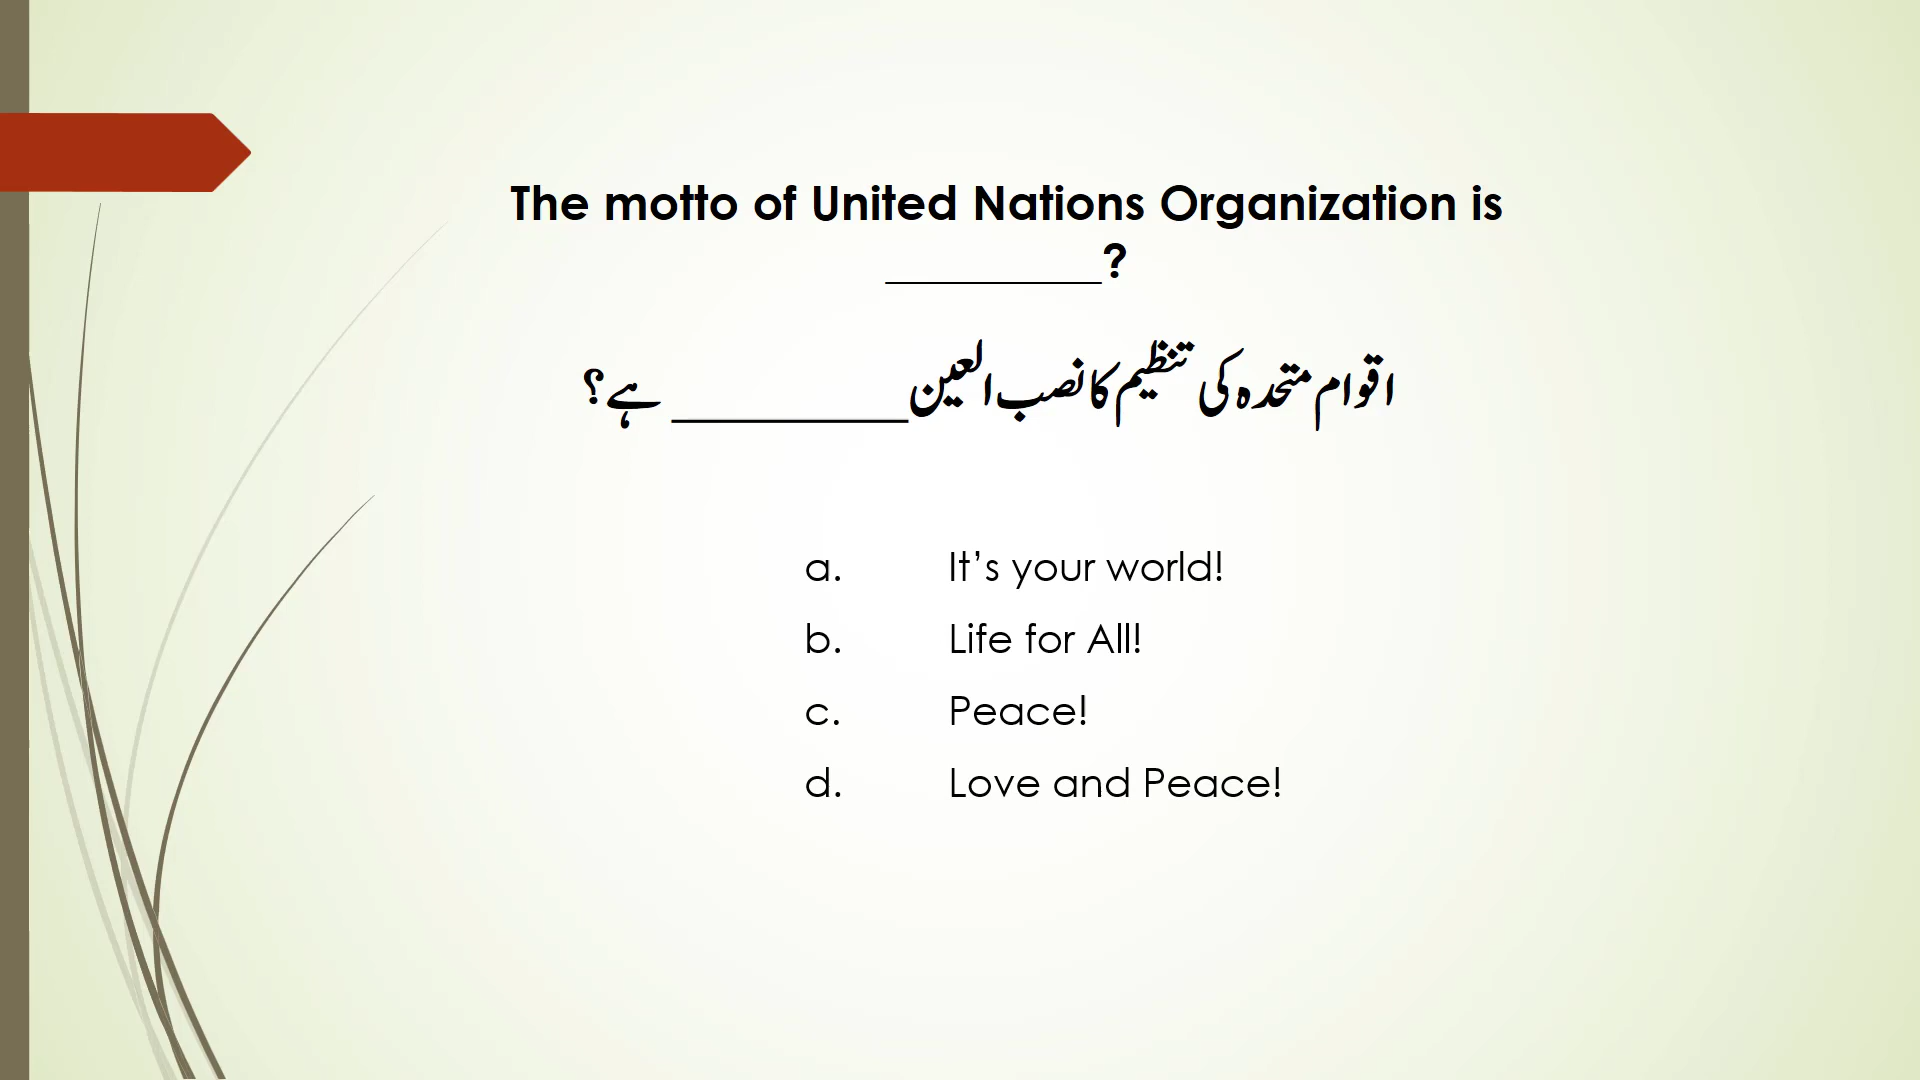 The motto of United Nations Organization is
__________?
اقوام متحدہ کی تنظیم کا نصب العین__________ ہے؟
a. It’s your world!
b. Life for All!
c. Peace!
d. Love and Peace!